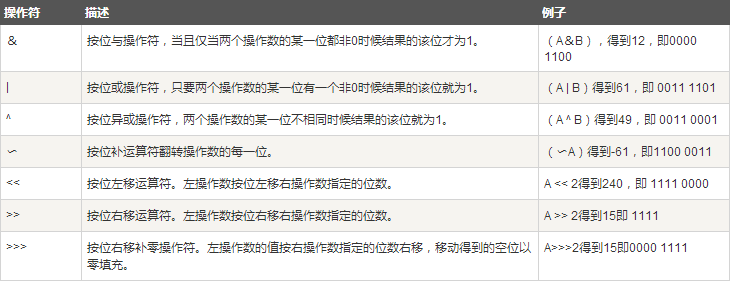 操作符 描述 例子
＆ 按位与操作符，当且仅当两个操作数的某一位都非0时候结果的该位才为1。 （A＆B），得到12，即0000
1100
| 按位或操作符，只要两个操作数的某一位有一个非0时候结果的该位就为1。 （A | B）得到61，即 0011 1101
^ 按位异或操作符，两个操作数的某一位不相同时候结果的该位就为1。 （A ^ B）得到49，即 0011 0001
〜 按位补运算符翻转操作数的每一位。 （〜A）得到-61，即1100 0011
<< 按位左移运算符。左操作数按位左移右操作数指定的位数。 A << 2得到240，即 1111 0000
>> 按位右移运算符。左操作数按位右移右操作数指定的位数。 A >> 2得到15即 1111
>>> 按位右移补零操作符。左操作数的值按右操作数指定的位数右移，移动得到的空位以 A>>>2得到15即0000 1111
零填充。